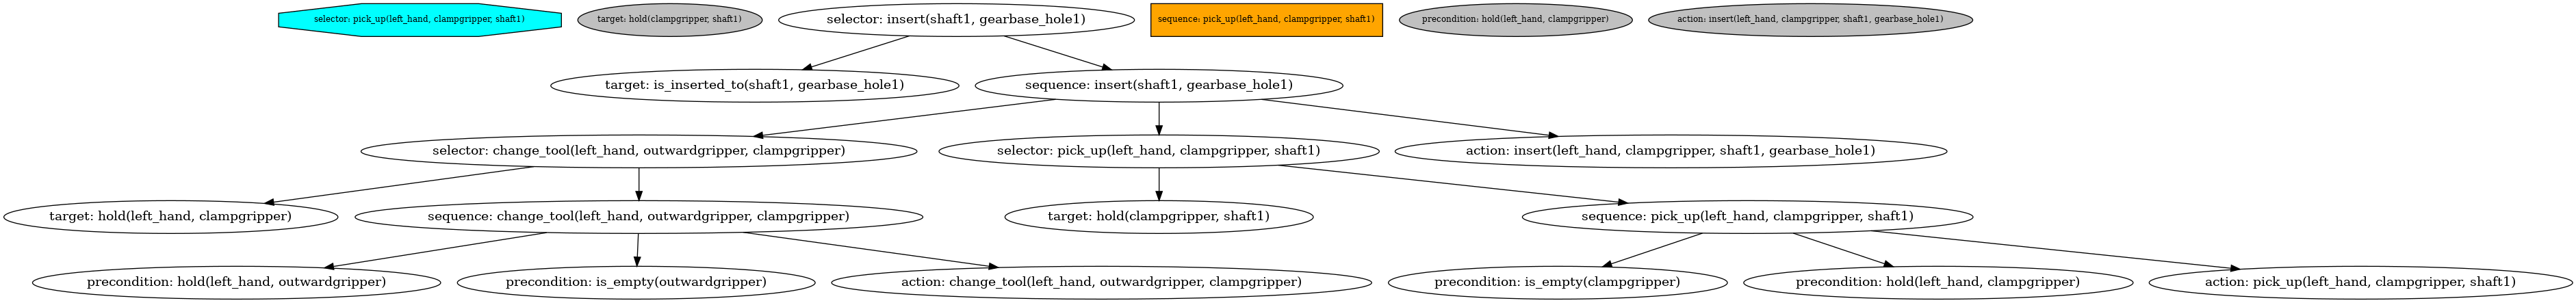 selector: pick_up(left_hand, clampgripper, shaft1)
target: hold(clampgripper, shaft1)
selector: insert(shaft1, gearbase_hole1)
sequence: pick_up(left_hand, clampgripper, shaft1)
precondition: hold(left_hand, clampgripper)
action: insert(left_hand, clampgripper, shaft1, gearbase_hole1)
target: is_inserted_to(shaft1, gearbase_hole1)
sequence: insert(shaft1, gearbase_hole1)
selector: change_tool(left_hand, outwardgripper, clampgripper)
selector: pick_up(left_hand, clampgripper, shaft1)
action: insert(left_hand, clampgripper, shaft1, gearbase_hole1)
target: hold(left_hand, clampgripper)
sequence: change_tool(left_hand, outwardgripper, clampgripper)
target: hold(clampgripper, shaft1)
sequence: pick_up(left_hand, clampgripper, shaft1)
precondition: hold(left_hand, outwardgripper)
precondition: is_empty(outwardgripper)
action: change_tool(left_hand, outwardgripper, clampgripper)
precondition: is_empty(clampgripper)
precondition: hold(left_hand, clampgripper)
action: pick_up(left_hand, clampgripper, shaft1)